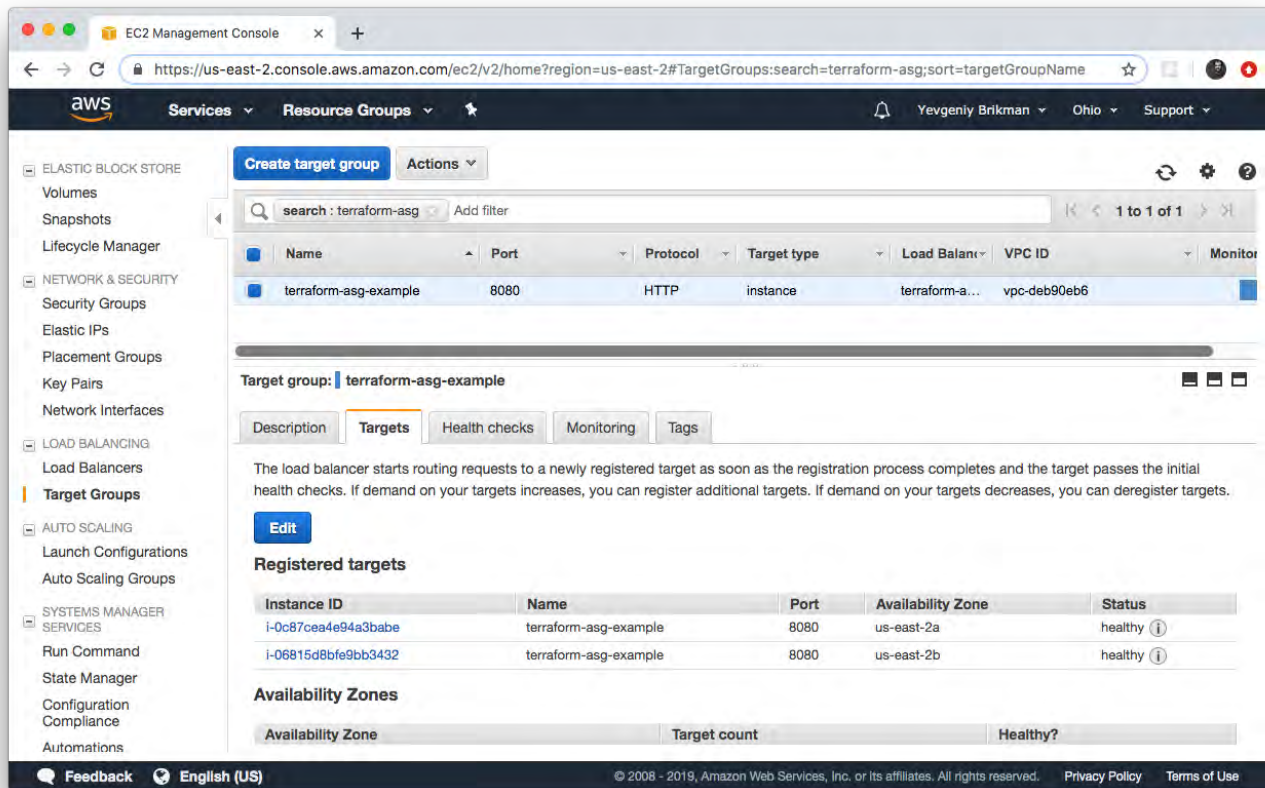 EC2 Management Console
https://us-east-2.console.aws.amazon.com/ec2/v2/home?region=us-east-2#TargetGroups:search=terraform-asg;sort=targetGroupName
aws Services Resource Groups Yevgeniy Brikman Ohio Support
ELASTIC BLOCK STORE
Volumes
Snapshots
Lifecycle Manager
NETWORK & SECURITY
Security Groups
Elastic IPs
Placement Groups
Key Pairs
Network Interfaces
LOAD BALANCING
Load Balancers
Target Groups
AUTO SCALING
Launch Configurations
Auto Scaling Groups
SYSTEMS MANAGER
SERVICES
Run Command
State Manager
Configuration
Compliance
Automations
Create target group Actions
search : terraform-asg Add filter 1 to 1 of 1
Name Port Protocol Target type Load Balanc VPC ID Monitor
terraform-asg-example 8080 HTTP instance terraform-a... vpc-deb90eb6
Target group: terraform-asg-example
Description Targets Health checks Monitoring Tags
The load balancer starts routing requests to a newly registered target as soon as the registration process completes and the target passes the initial
health checks. If demand on your targets increases, you can register additional targets. If demand on your targets decreases, you can deregister targets.
Edit
Registered targets
Instance ID Name Port Availability Zone Status
i-0c87cea4e94a3babe terraform-asg-example 8080 us-east-2a healthy
i-06815d8bfe9bb3432 terraform-asg-example 8080 us-east-2b healthy
Availability Zones
Availability Zone Target count Healthy?
Feedback English (US) © 2008 - 2019, Amazon Web Services, Inc. or its affiliates. All rights reserved. Privacy Policy Terms of Use